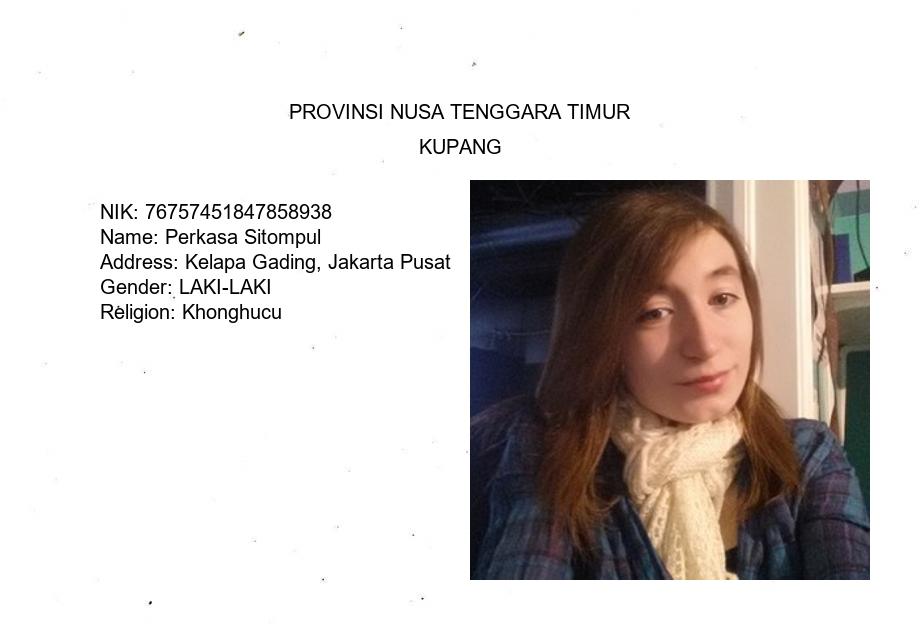 PROVINSI NUSA TENGGARA TIMUR
KUPANG
NIK: 76757451847858938
Name: Perkasa Sitompul
Address: Kelapa Gading, Jakarta Pusat
Gender: LAKI-LAKI
Religion: Khonghucu